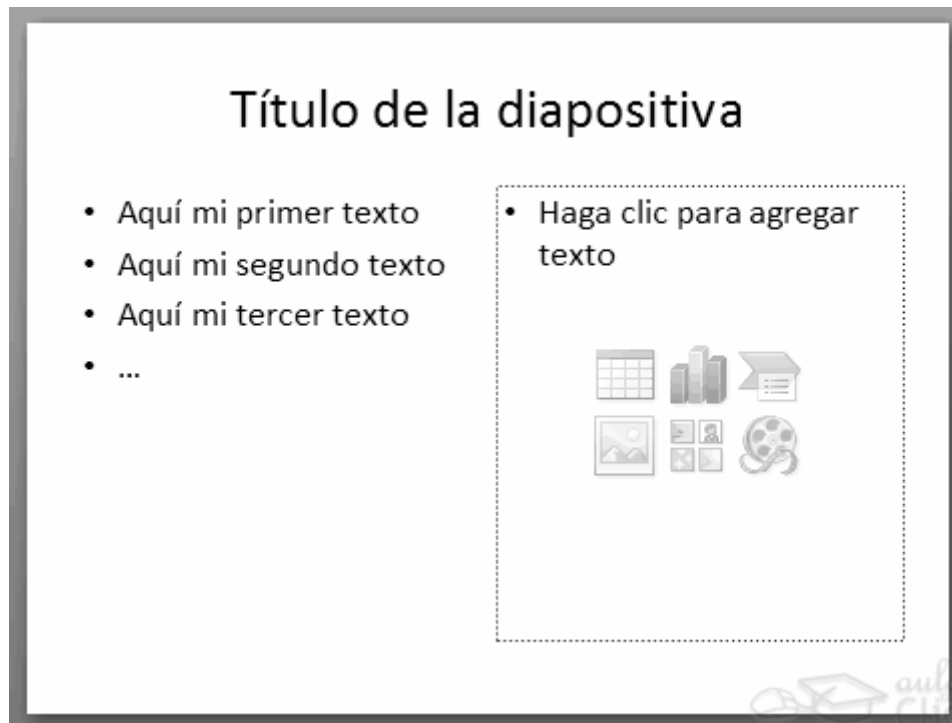 Título de la diapositiva
• Aquí mi primer texto
• Aquí mi segundo texto
• Aquí mi tercer texto
• ...
• Haga clic para agregar
texto